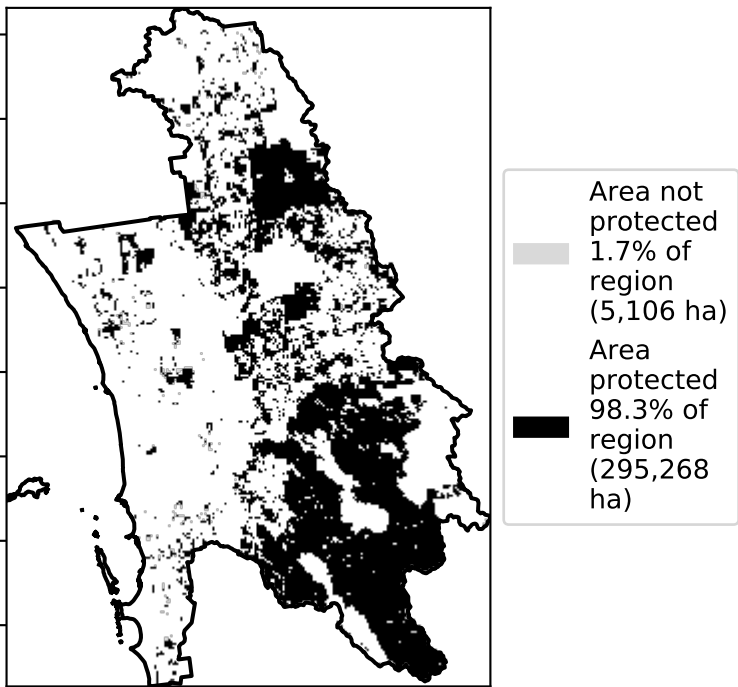 Area not
protected
1.7% of
region
(5,106 ha)
Area
protected
98.3% of
region
(295,268
ha)